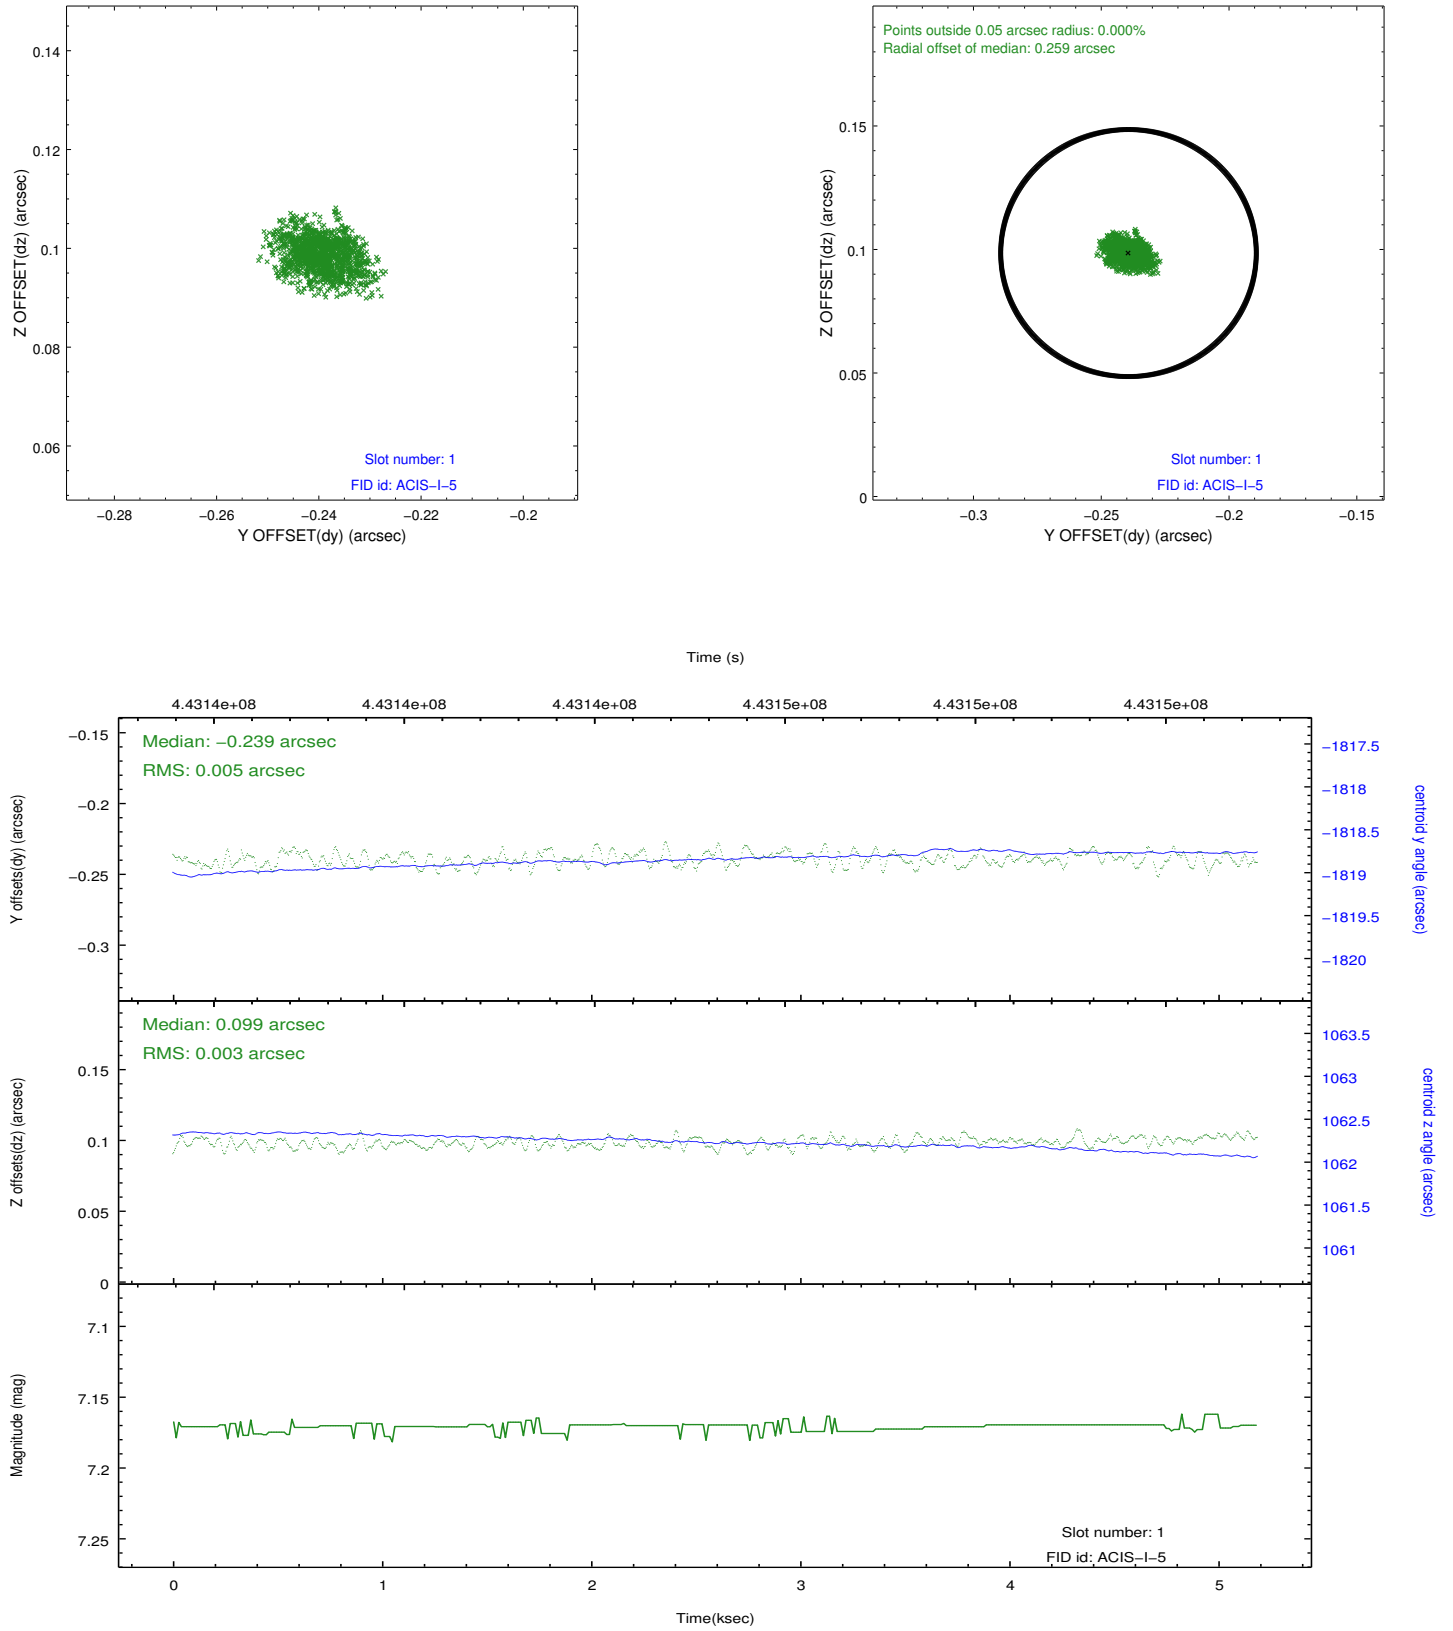 0.14
0.12
0.1
0.08
0.06
Z OFFSET(dz) (arcsec)
Slot number: 1
FID id: ACIS−I−5
−0.28
−0.26
−0.24
−0.22
−0.2
Y OFFSET(dy) (arcsec)
Points outside 0.05 arcsec radius: 0.000%
Radial offset of median: 0.259 arcsec
0.15
0.1
0.05
0
Z OFFSET(dz) (arcsec)
Slot number: 1
FID id: ACIS−I−5
−0.3
−0.25
−0.2
−0.15
Y OFFSET(dy) (arcsec)
Time (s)
4.4314e+08
4.4314e+08
4.4314e+08
4.4315e+08
4.4315e+08
4.4315e+08
Median: −0.239 arcsec
RMS: 0.005 arcsec
−0.15
−0.2
−0.25
−0.3
Y offsets(dy) (arcsec)
−1817.5
−1818
−1818.5
−1819
−1819.5
−1820
centroid y angle (arcsec)
Median: 0.099 arcsec
RMS: 0.003 arcsec
0.15
0.1
0.05
0
Z offsets(dz) (arcsec)
1063.5
1063
1062.5
1062
1061.5
1061
centroid z angle (arcsec)
7.1
7.15
7.2
7.25
Magnitude (mag)
Slot number: 1
FID id: ACIS−I−5
0
1
2
3
4
5
Time(ksec)